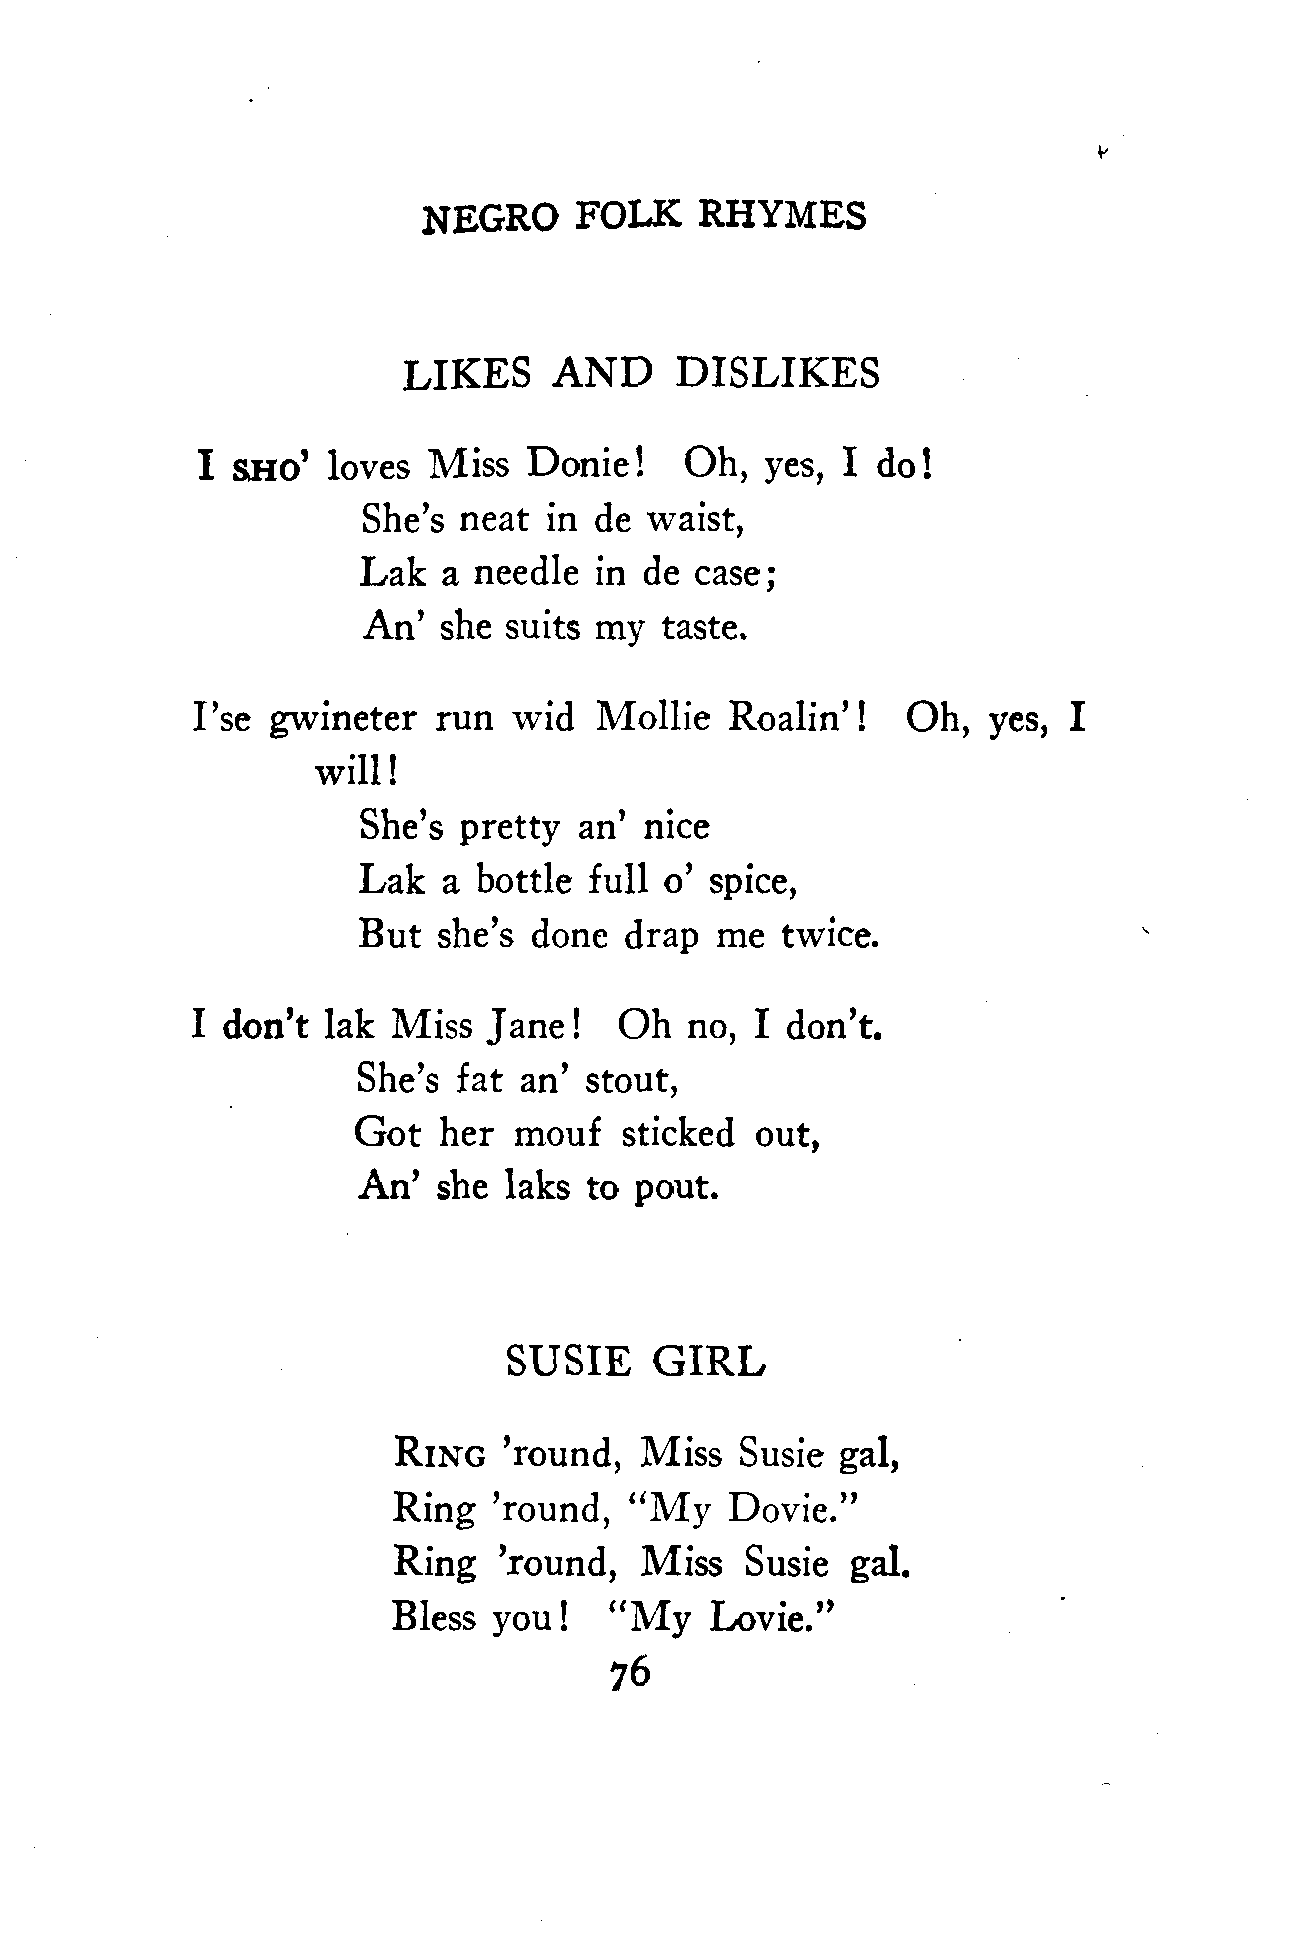 NEGRO FOLK RHYMES
LIKES AND DISLIKES
I SHO' loves Miss Donie! Oh, yes, I do!
She's neat in de waist,
Lak a needle in de case;
An' she suits my taste.
I'se gwineter run wid Mollie Roalin'! Oh, yes, I
will!
She's pretty an' nice
Lak a bottle full o' spice,
But she's done drap me twice.
I don't lak Miss Jane! Oh no, I don't.
She's fat an' stout,
Got her mouf sticked out,
An' she laks to pout.
SUSIE GIRL
RING 'round, Miss Susie gal,
Ring 'round, "My Dovie."
Ring 'round, Miss Susie gal.
Bless you! "My Lovie."
76